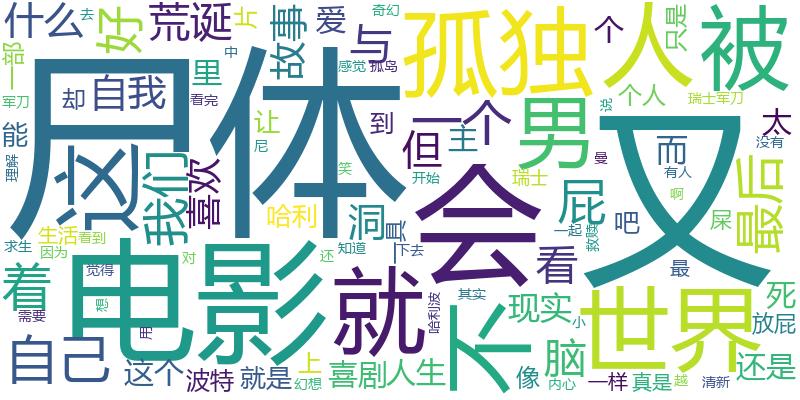 什么
好
荒诞
片
去
中
故事
爱
奇幻
感觉
孤岛
与
孤独
个
人
只是
被
一部
军刀
能
理解
却
自我
看完
里
尸体
这
我们
喜欢
让
尼
笑
到
一个
但
主
开始
男
瑞士
曼
说
个人
瑞士军刀
太
没有
而
有人
啊
又
最后
屁
吧
屎
最
看
一起
救赎
会
具
洞
哈利
知道
下去
还
对
求生
生活
看到
因为
觉得
着
需要
想
用
电影
就
哈利波
其实
不
现实
小
脑
像
内心
一样
世界
真是
越
清新
死
放屁
还是
自己
这个
波特
就是
上
幻想
喜剧
人生